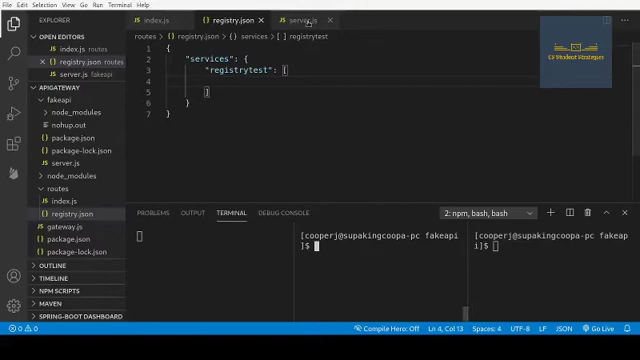 File Edit Selection View Go Run Terminal Help
EXPLORER
OPEN EDITORS
index.js routes
registry.json routes
server.js fakeapi
APIGATEWAY
fakeapi
node_modules
nohup.out
package.json
package-lock.json
server.js
node_modules
routes
index.js
registry.json
gateway.js
package.json
package-lock.json
OUTLINE
TIMELINE
NPM SCRIPTS
MAVEN
SPRING-BOOT DASHBOARD
index.js
registry.json
server.js
routes > registry.json > services > registrytest
1 {
2 "services": {
3 "registrytest": [
4
5 ]
6 }
7 }
CS Student Strategies
PROBLEMS OUTPUT TERMINAL DEBUG CONSOLE
2: npm, bash, bash
[cooperj@supakingcoopa-pc fakeapi
]$
[cooperj@supakingcoopa-pc fakeap
i]$
0 0 Compile Hero: Off Ln 4, Col 13 Spaces: 4 UTF-8 LF JSON Go Live